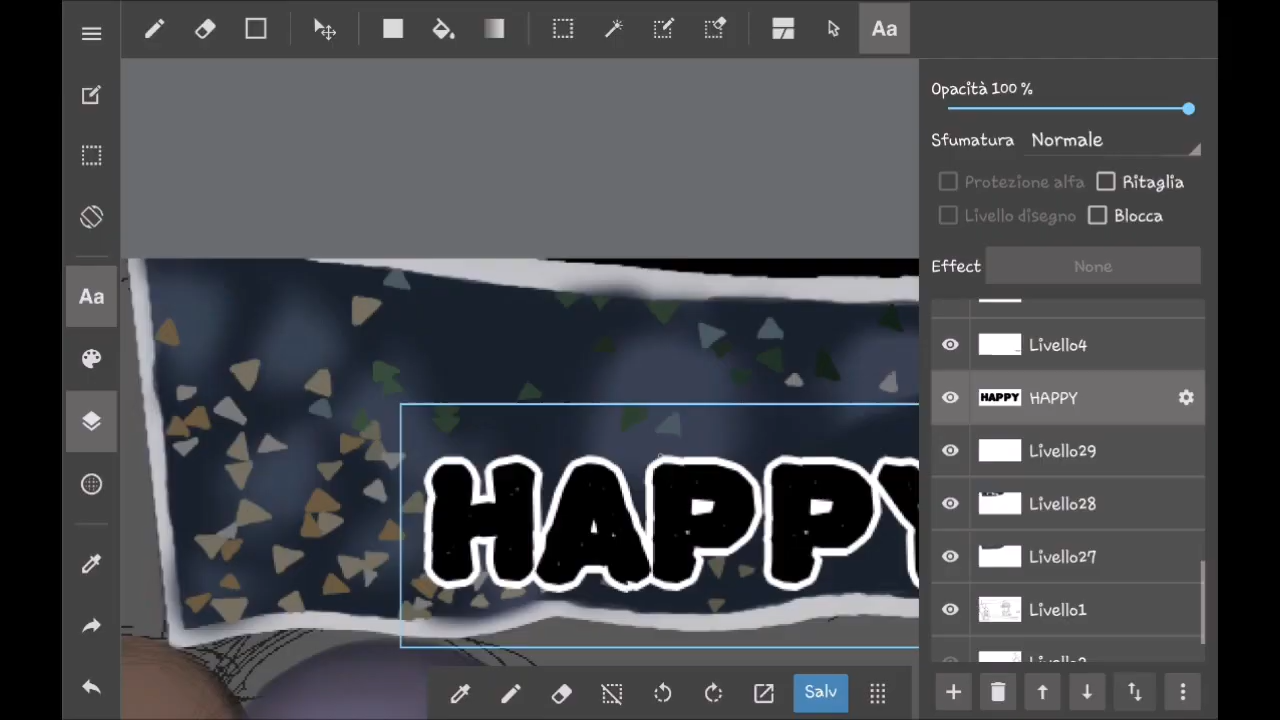 Aa
Opacità 100 %
Sfumatura Normale
Protezione alfa Ritaglia
Livello disegno Blocca
Aa
Effect None
Livello4
HAPPY HAPPY
Livello29
Livello28
Livello27
Livello1
HAPPY
Salv